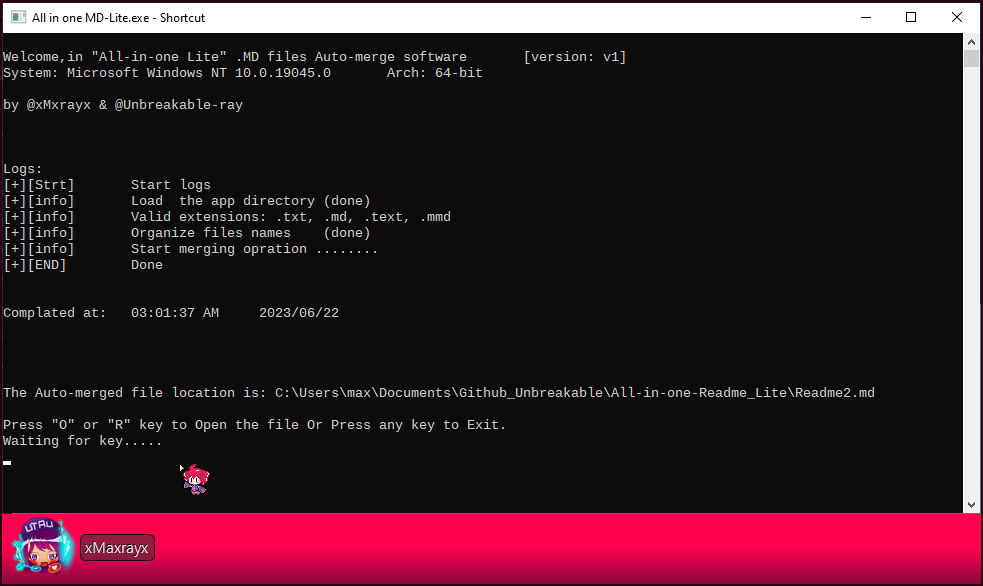 All in one MD-Lite.exe - Shortcut
Welcome,in "All-in-one Lite" .MD files Auto-merge software [version: v1]
System: Microsoft Windows NT 10.0.19045.0 Arch: 64-bit
by @xMxrayx & @Unbreakable-ray
Logs:
[+][Strt] Start logs
[+][info] Load the app directory (done)
[+][info] Valid extensions: .txt, .md, .text, .mmd
[+][info] Organize files names (done)
[+][info] Start merging opration ........
[+][END] Done
Complated at: 03:01:37 AM 2023/06/22
The Auto-merged file location is: C:\Users\max\Documents\Github_Unbreakable\All-in-one-Readme_Lite\Readme2.md
Press "O" or "R" key to Open the file Or Press any key to Exit.
Waiting for key.....
UTAU
xMaxrayx